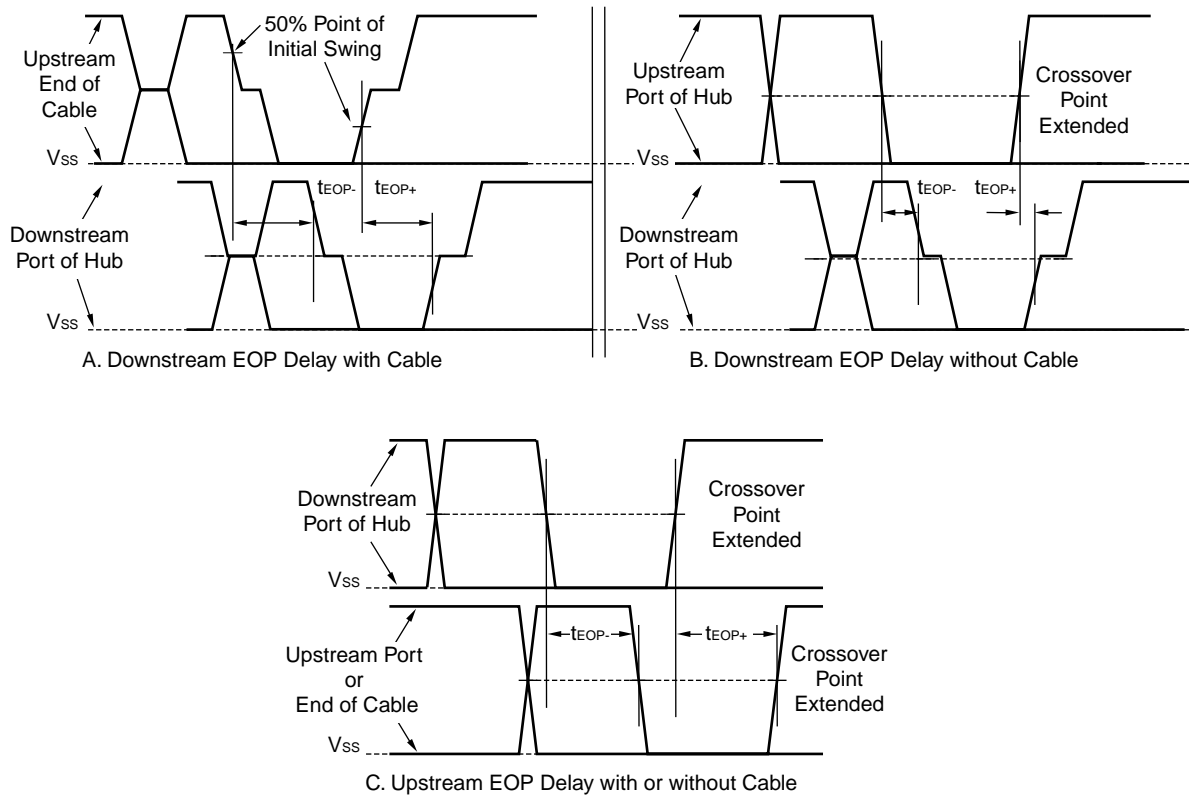 50% Point of
Initial Swing
Upstream
End of
Cable
VSS
tEOP-
tEOP+
Downstream
Port of Hub
VSS
A. Downstream EOP Delay with Cable
Upstream
Port of Hub
Crossover
Point
Extended
VSS
tEOP-
tEOP+
Downstream
Port of Hub
VSS
B. Downstream EOP Delay without Cable
Downstream
Port of Hub
Crossover
Point
Extended
VSS
tEOP-
tEOP+
Upstream Port
or
End of Cable
Crossover
Point
Extended
VSS
C. Upstream EOP Delay with or without Cable